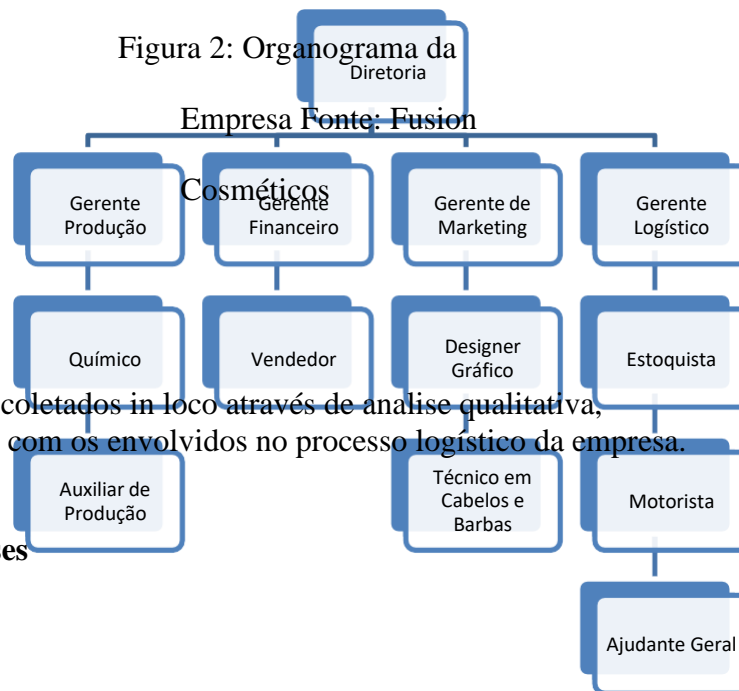 Figura 2: Organograma da
Diretoria
Empresa Fonte: Fusion
Cosméticos
Gerente
Produção
Gerente
Financeiro
Gerente de
Marketing
Gerente
Logístico
Químico
Vendedor
Designer
Gráfico
Estoquista
coletados in loco através de analise qualitativa,
com os envolvidos no processo logístico da empresa.
Auxiliar de
Produção
Técnico em
Cabelos e
Barbas
Motorista
Ajudante Geral